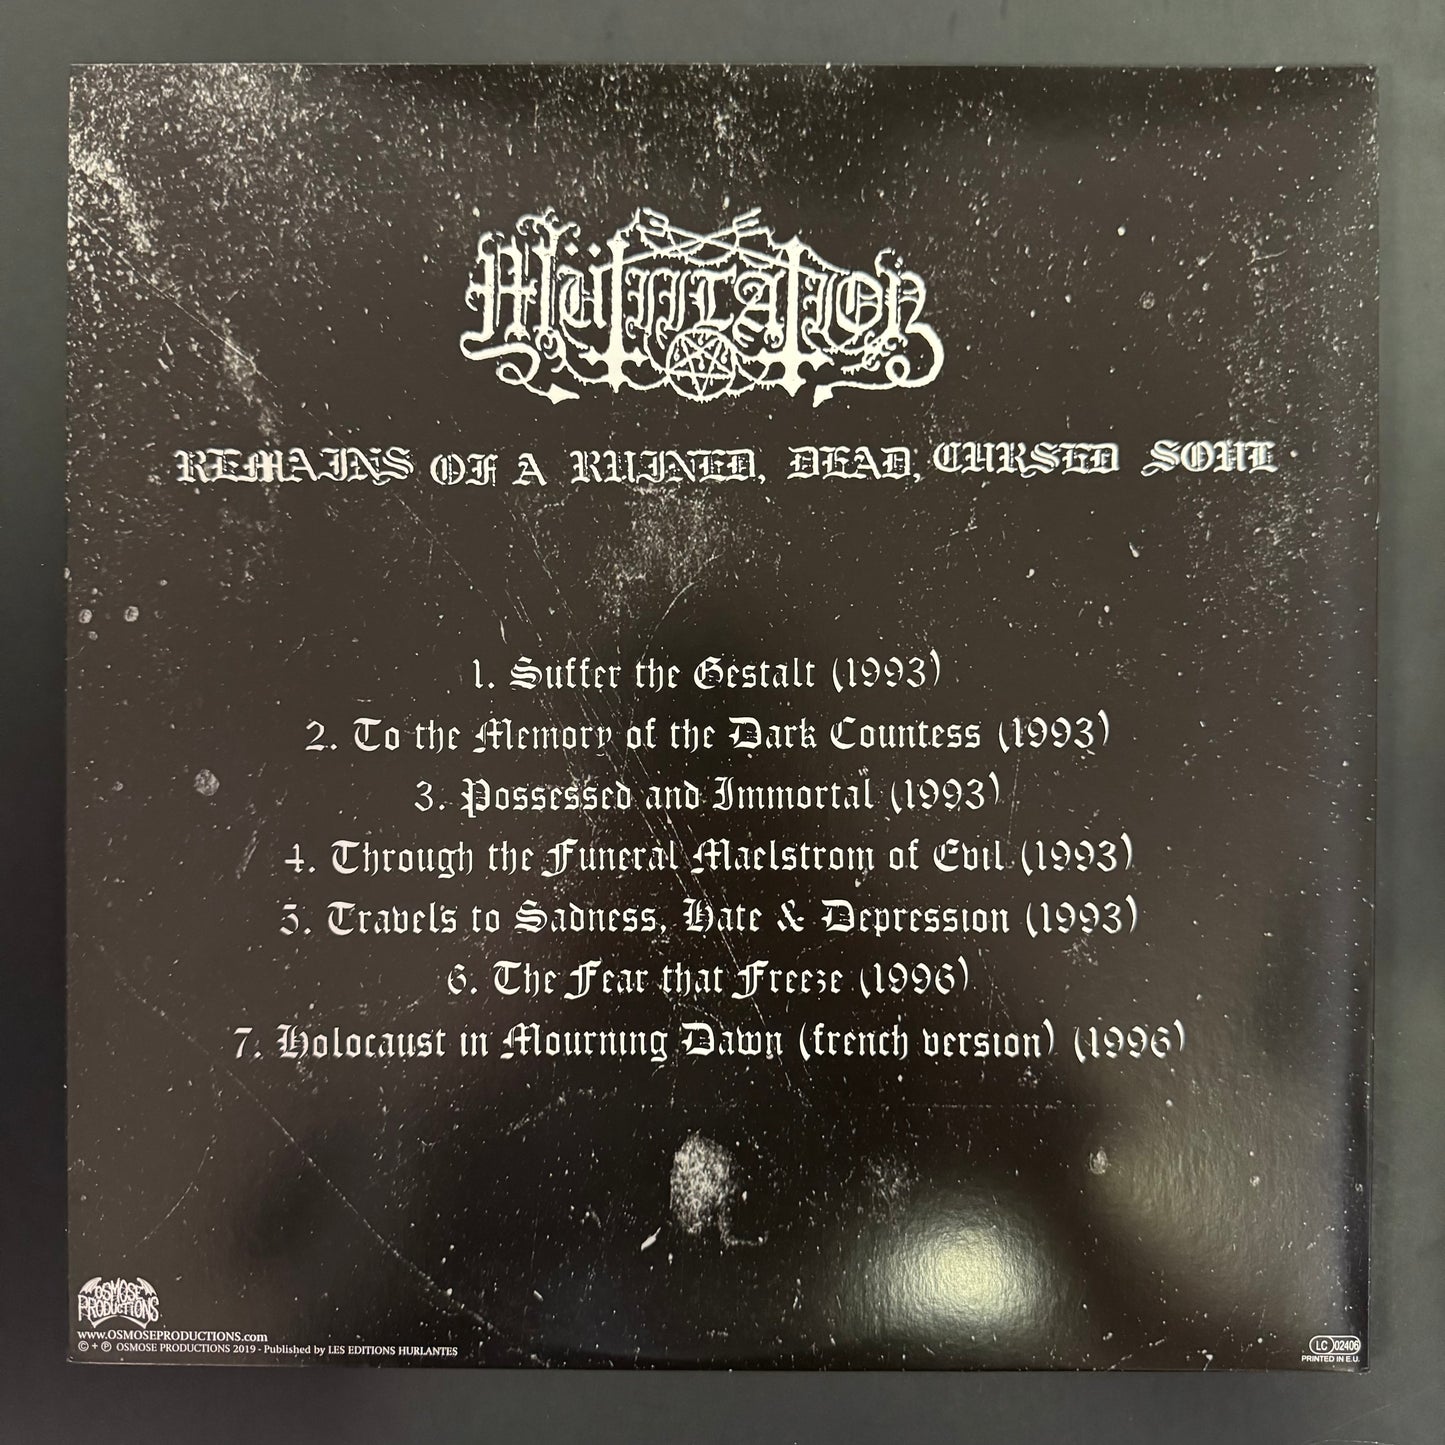 Mütiilation
REMAINS OF A RUINED, DEAD, CURSED SOUL
1. Suffer the Gestalt (1993)
2. To the Memory of the Dark Countess (1993)
3. Possessed and Immortal (1993)
4. Through the Funeral Maelstrom of Evil (1993)
5. Travels to Sadness, Hate & Depression (1993)
6. The Fear that Freeze (1996)
7. Holocaust in Mourning Dawn (french version) (1996)
OSMOSE
PRODUCTIONS
www.OSMOSEPRODUCTIONS.com
© + ℗ OSMOSE PRODUCTIONS 2019 - Published by LES EDITIONS HURLANTES
LC 02406
PRINTED IN E.U.